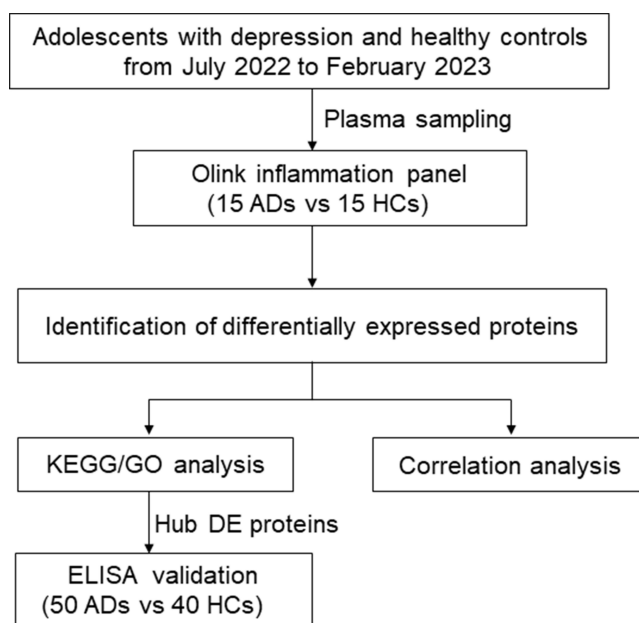 Adolescents with depression and healthy controls
from July 2022 to February 2023
Plasma sampling
Olink inflammation panel
(15 ADs vs 15 HCs)
Identification of differentially expressed proteins
KEGG/GO analysis
Correlation analysis
Hub DE proteins
ELISA validation
(50 ADs vs 40 HCs)